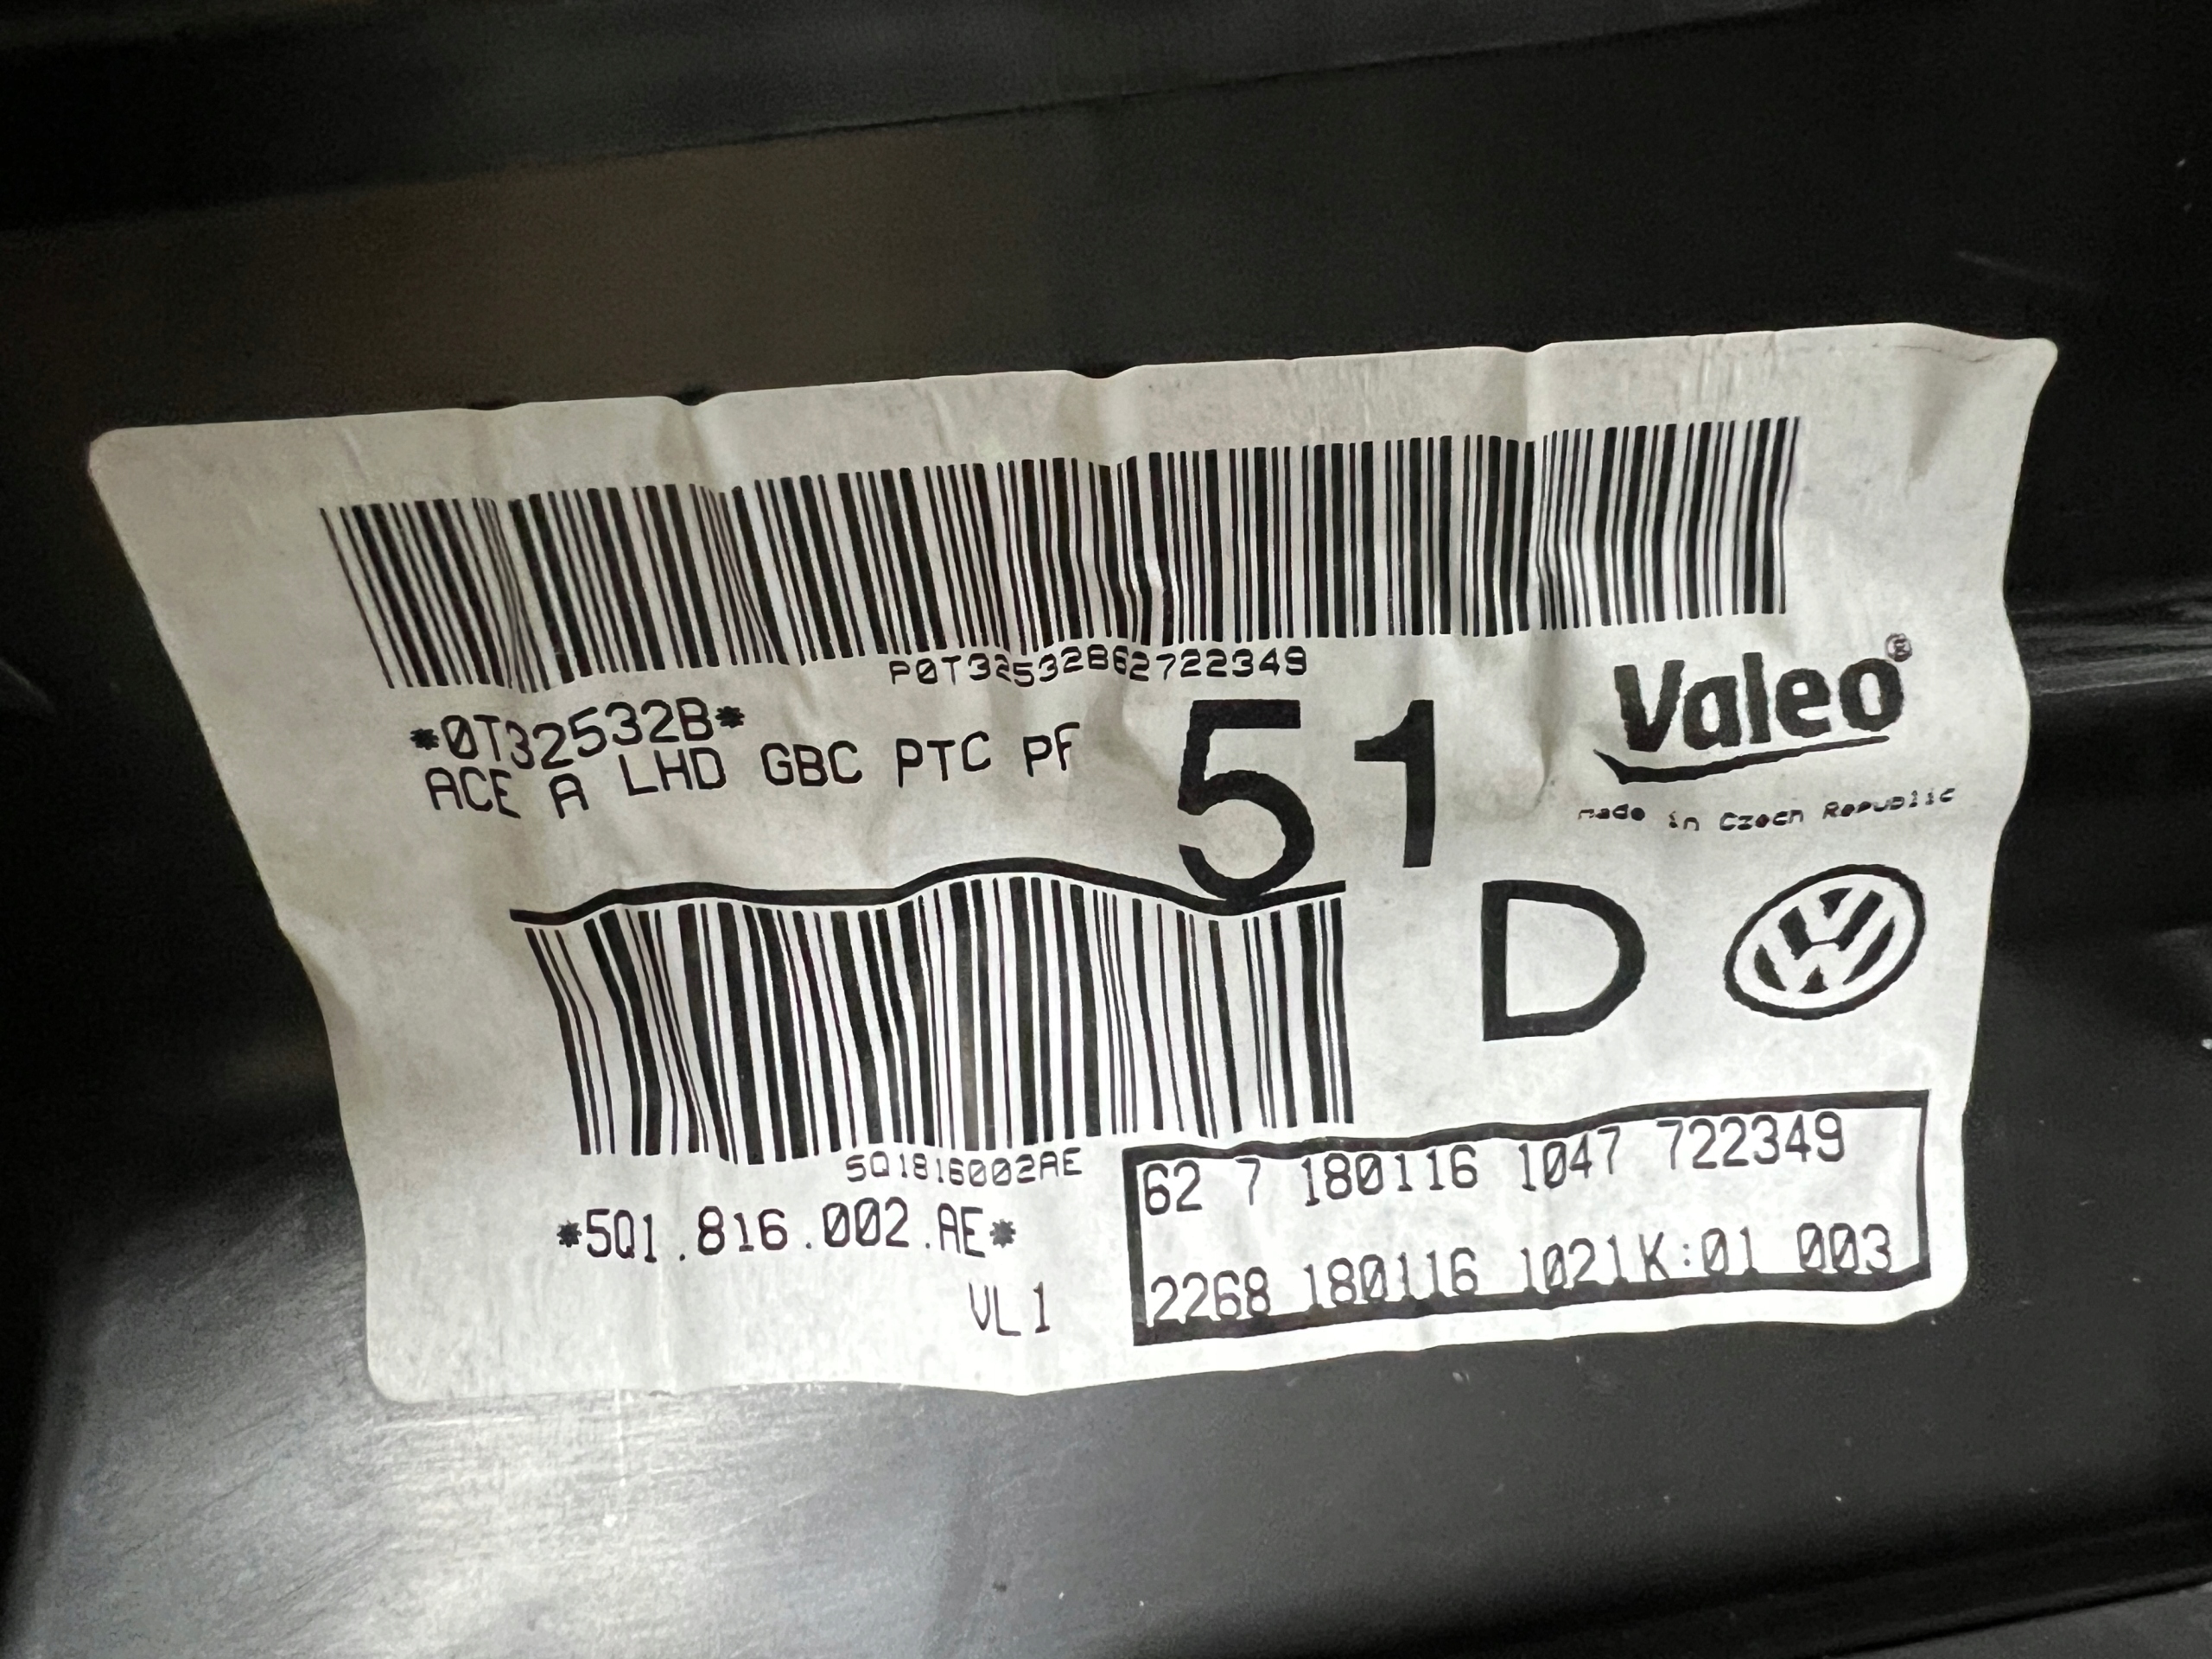 P0T32532B62722349
*0T32532B*
ACE A LHD GBC PTC PF
51
Valeo®
made in Czech Republic
D
5Q1816002AE
*5Q1.816.002.AE*
VL1
62 7 180116 1047 722349
2268 180116 1021K:01 003